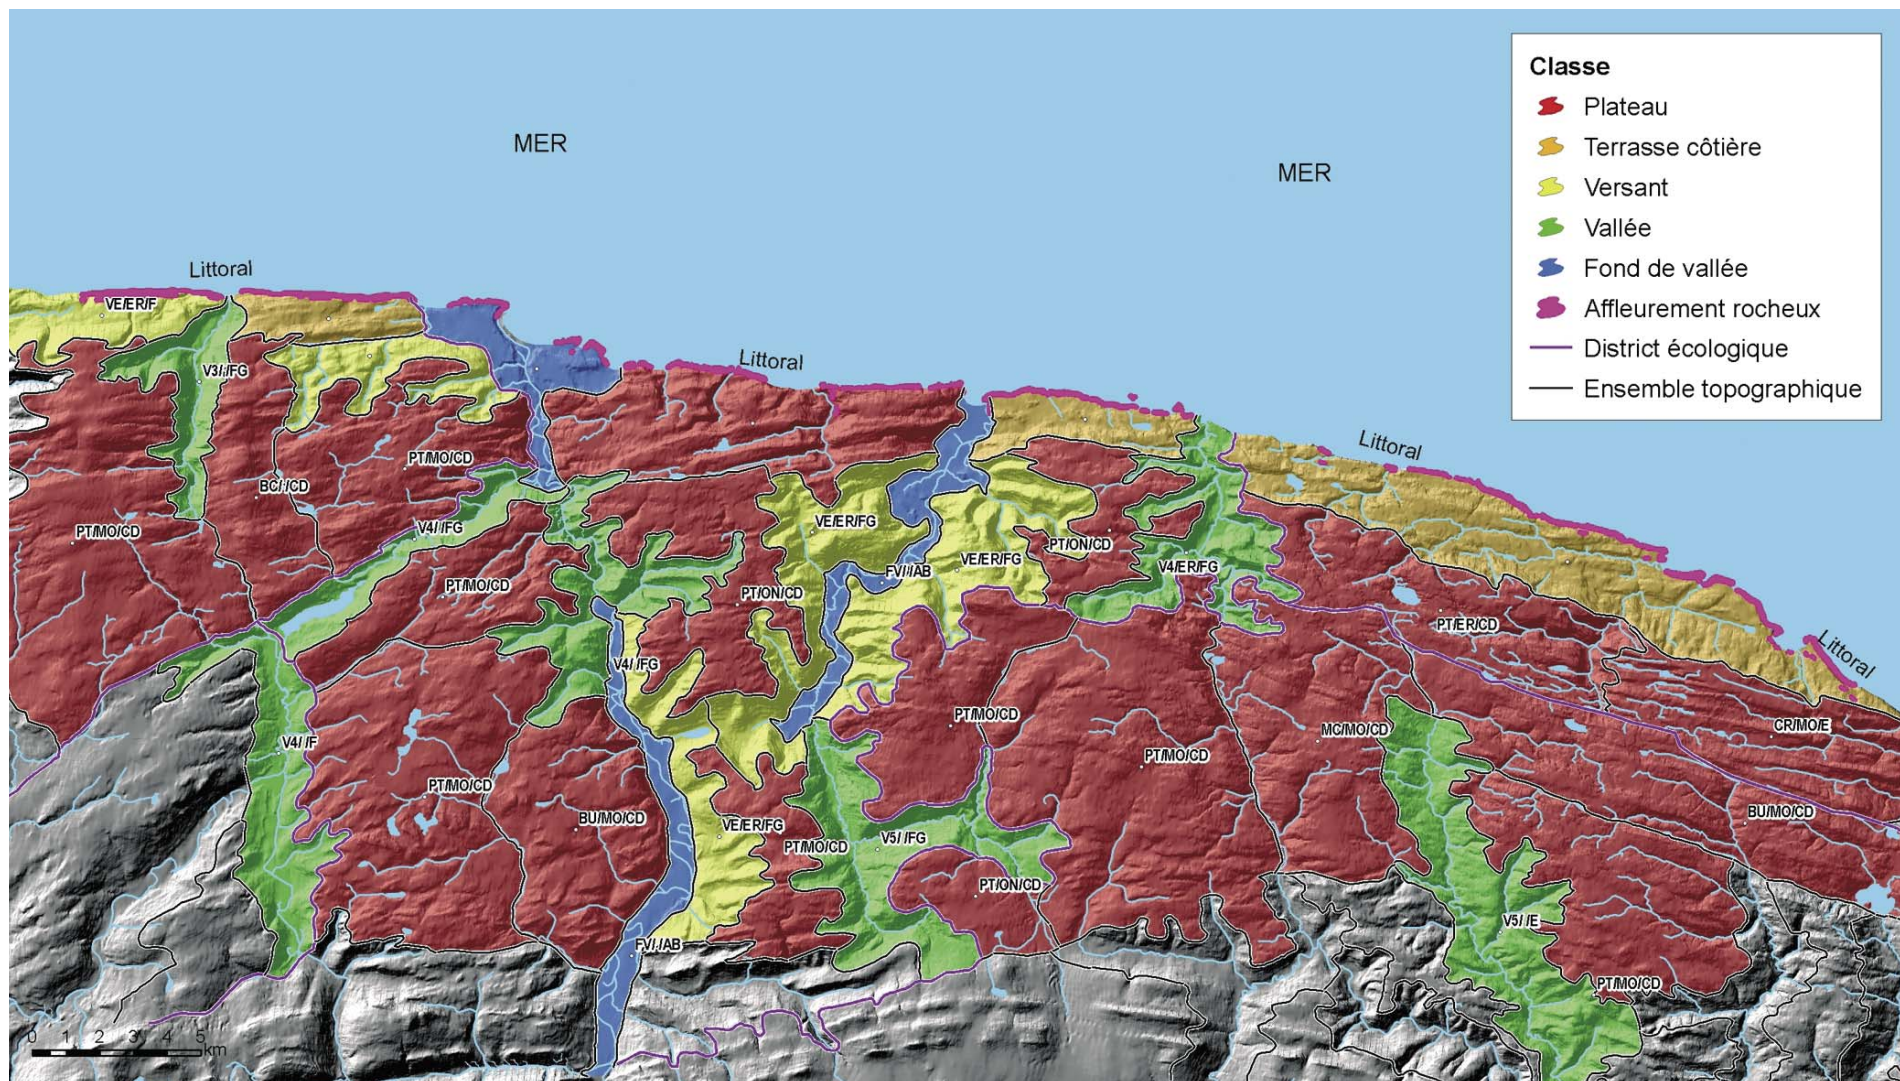 MER
MER
Classe
Plateau
Terrasse côtière
Versant
Vallée
Fond de vallée
Affleurement rocheux
District écologique
Ensemble topographique
Littoral
VE/ER/F
Littoral
V3/:/FG
Littoral
PT/MO/CD
BC/:/CD
PT/MO/CD
V4/ /FG
VE/ER/FG
PT/ON/CD
VE/ER/FG
FV/-/AB
V4/ER/FG
PT/MO/CD
PT/ON/CD
PT/ER/CD
Littoral
V4/ /FG
PT/MO/CD
CR/MO/E
MC/MO/CD
V4/ /F
PT/MO/CD
PT/MO/CD
BU/MO/CD
BU/MO/CD
VE/ER/FG
PT/MO/CD
V5/ /FG
PT/ON/CD
V5/ /E
FV/-/AB
PT/MO/CD
0 1 2 3 4 5
km